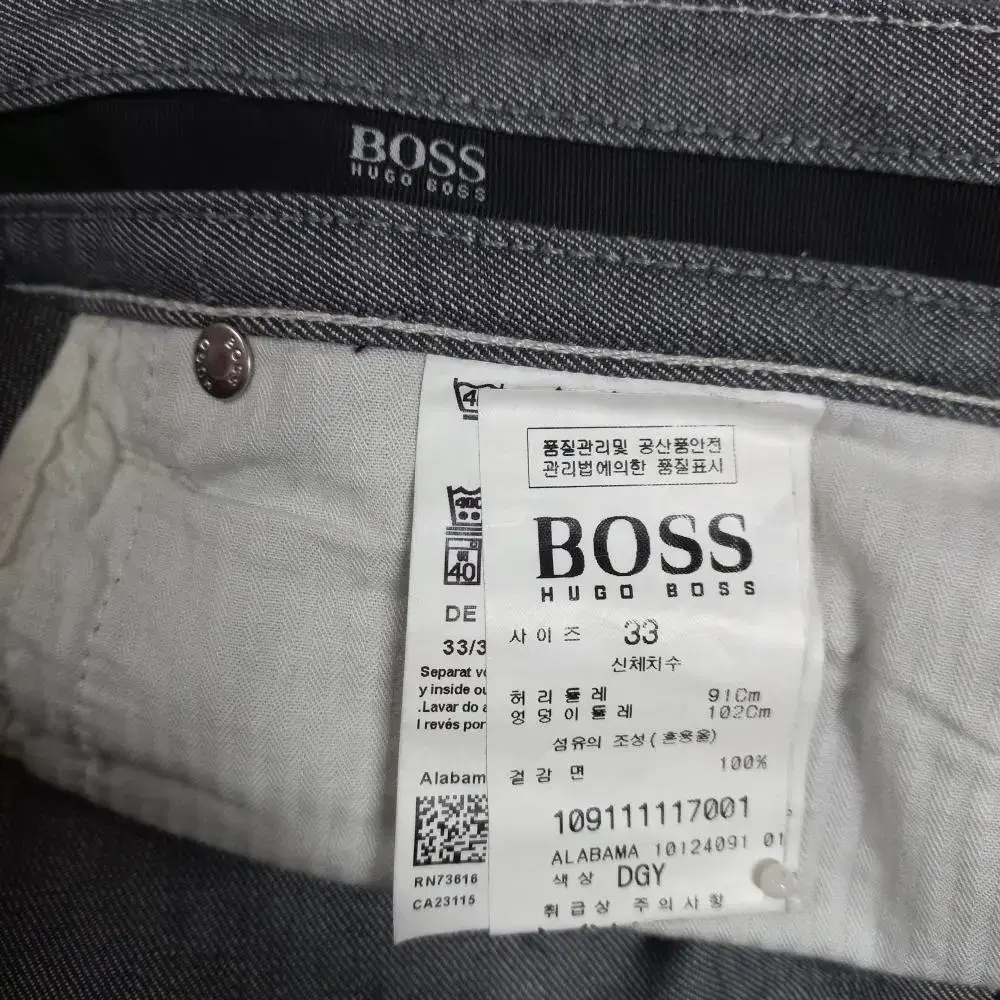 BOSS
HUGO BOSS
BOSS
40
품질관리및 공산품안전
관리법에의한 품질표시
BOSS
HUGO BOSS
사이즈 33
신체치수
허리둘레 91Cm
엉덩이둘레 102Cm
섬유의 조성(혼용율)
겉감 면 100%
109111117001
ALABAMA 10124091 01
색상 DGY
취급상 주의사항
40
DE
33/3
Separat
y inside
.Lavar do
l revés por
Alabam
RN73616
CA23115